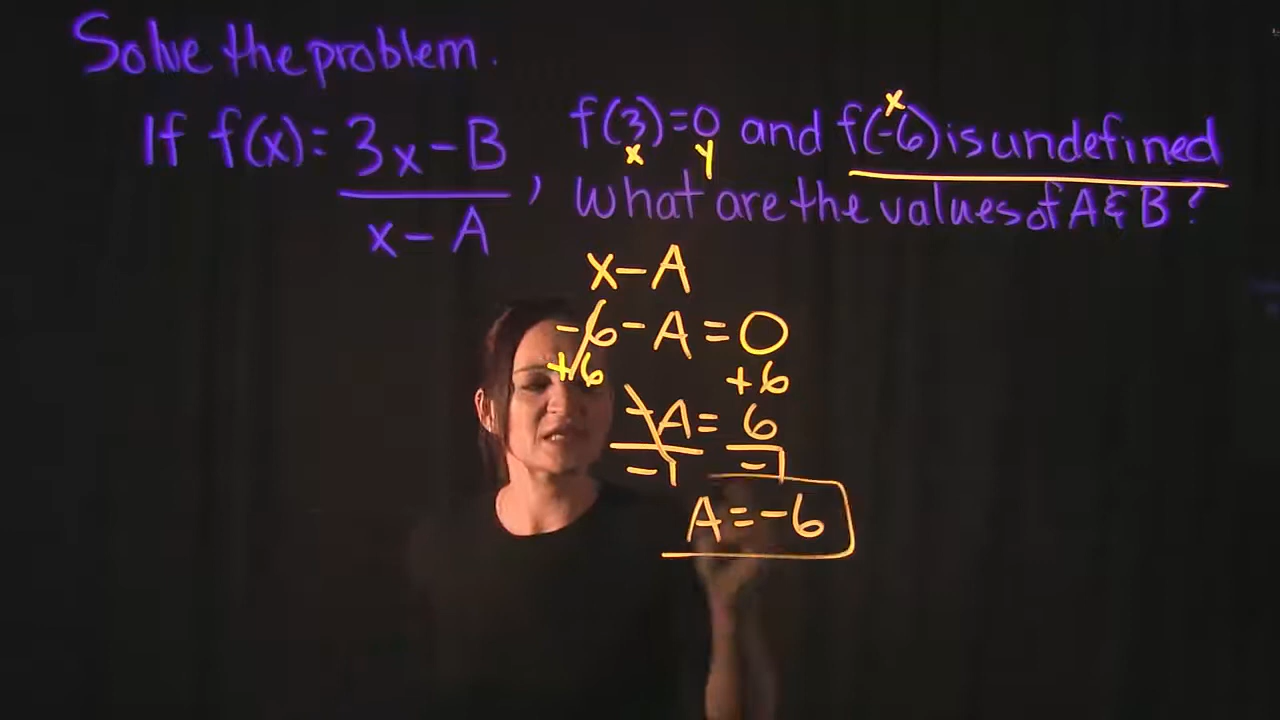 Solve the problem.
If f(x) = 3x - B / x - A , f(3) = 0 and f(-6) is undefined
x y x
What are the values of A & B?
x - A
-6 - A = 0
+6 +6
-A = 6
-1 -1
A = -6